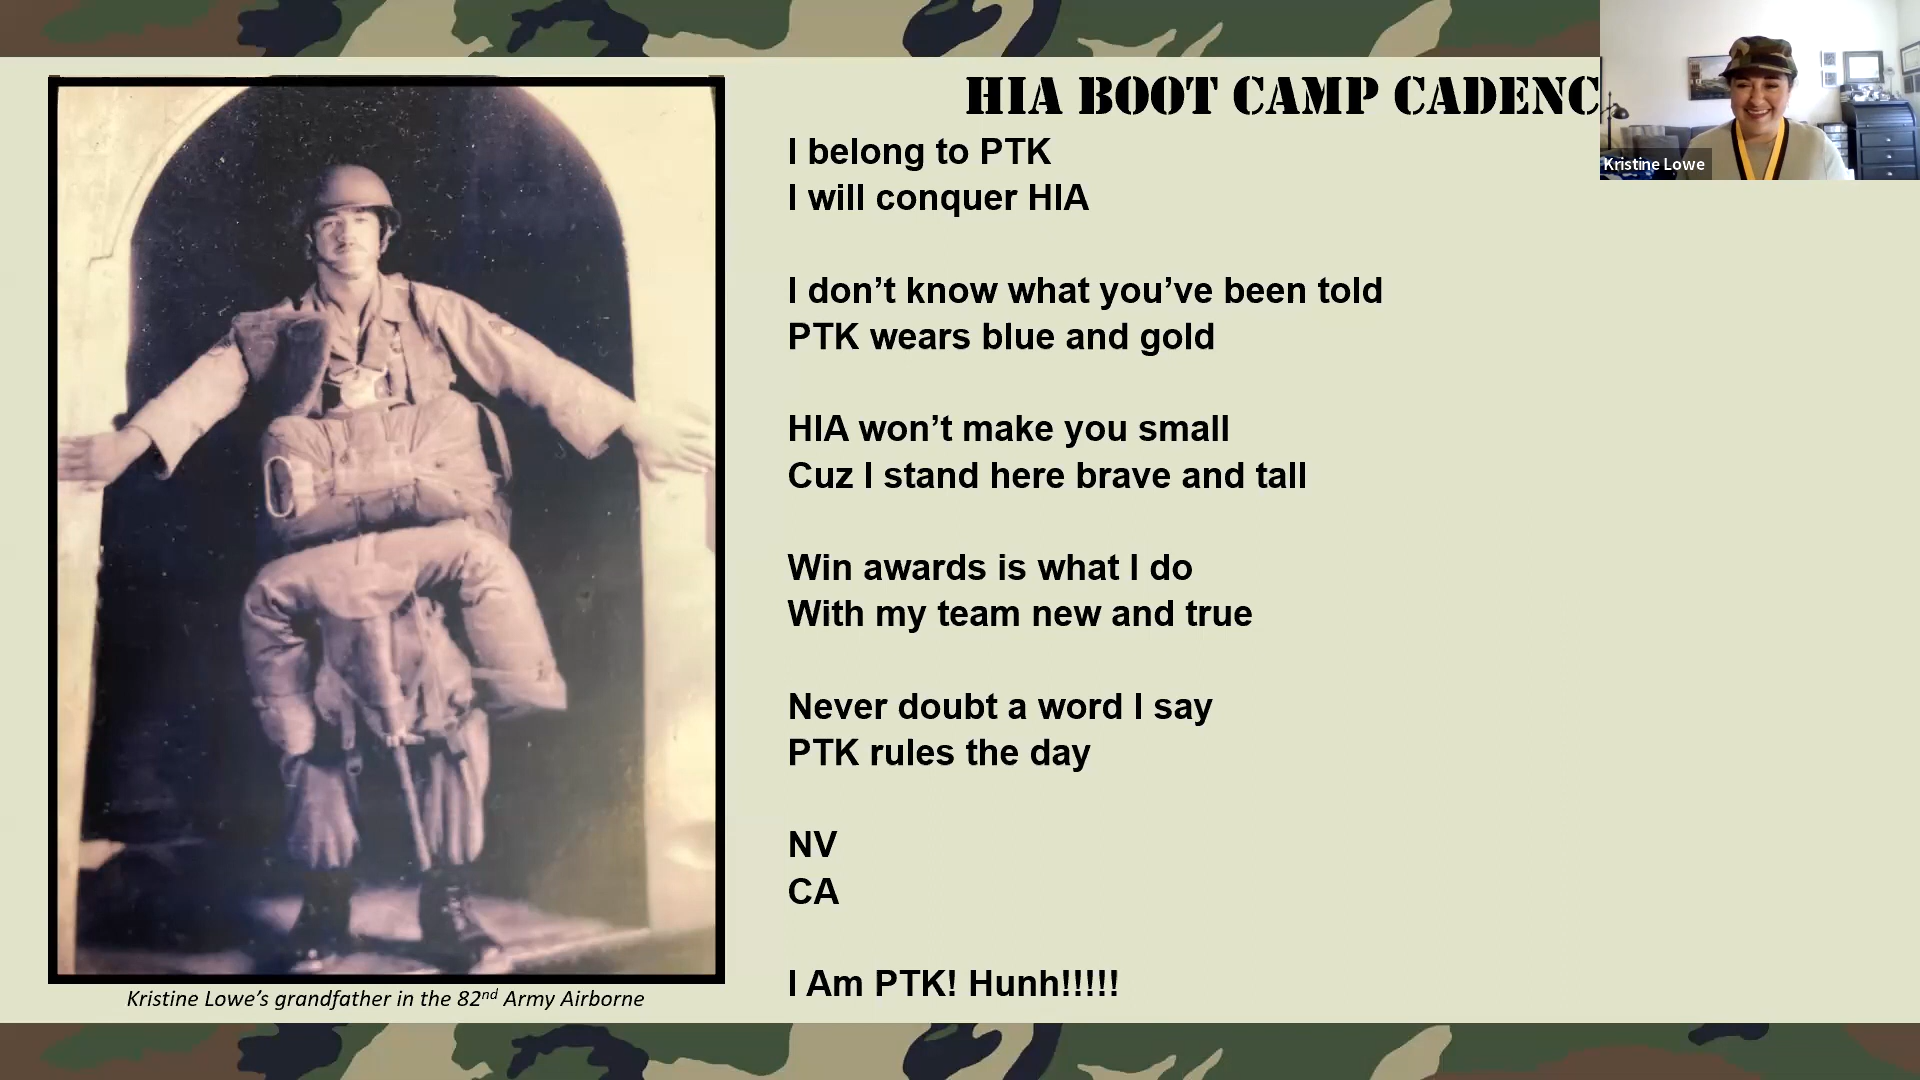 HIA BOOT CAMP CADENC
Kristine Lowe
I belong to PTK
I will conquer HIA
I don’t know what you’ve been told
PTK wears blue and gold
HIA won’t make you small
Cuz I stand here brave and tall
Win awards is what I do
With my team new and true
Never doubt a word I say
PTK rules the day
NV
CA
I Am PTK! Hunh!!!!!
Kristine Lowe’s grandfather in the 82nd Army Airborne